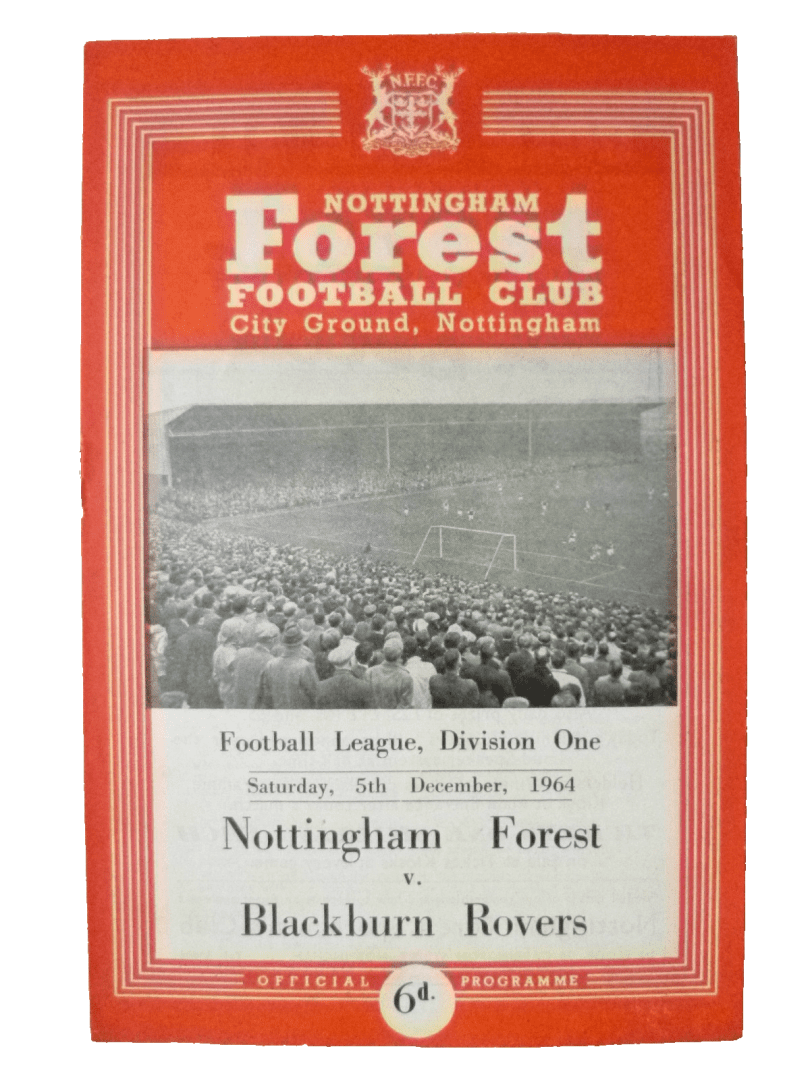 N.F.F.C
NOTTINGHAM
Forest
FOOTBALL CLUB
City Ground, Nottingham
Football League, Division One
Saturday, 5th December, 1964
Nottingham Forest
v.
Blackburn Rovers
OFFICIAL PROGRAMME
6d.